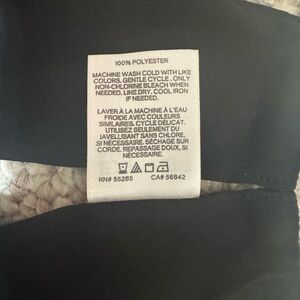 100% POLYESTER
MACHINE WASH COLD WITH LIKE
COLORS. GENTLE CYCLE. ONLY
NON-CHLORINE BLEACH WHEN
NEEDED. LINE DRY. COOL IRON
IF NEEDED.
LAVER À LA MACHINE À L'EAU
FROIDE AVEC COULEURS
SIMILAIRES. CYCLE DÉLICAT.
UTILISEZ SEULEMENT DU
JAVELLISANT SANS CHLORE,
SI NÉCESSAIRE. SÉCHAGE SUR
CORDE. REPASSAGE DOUX, SI
NÉCESSAIRE.
RN# 55285 CA# 56842